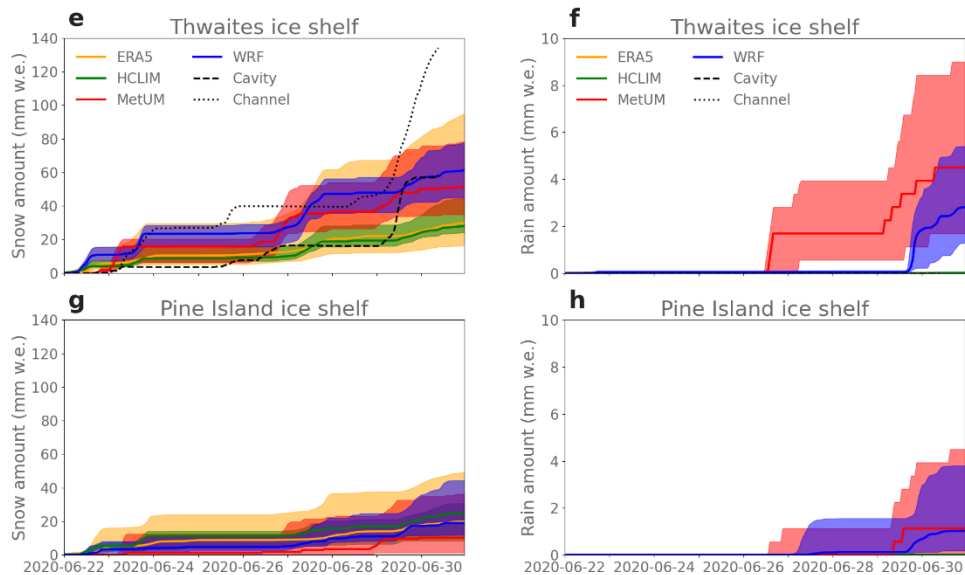 e
Thwaites ice shelf
Snow amount (mm w.e.)
140
120
100
80
60
40
20
0
ERA5
HCLIM
MetUM
WRF
Cavity
Channel
f
Thwaites ice shelf
Rain amount (mm w.e.)
10
8
6
4
2
0
ERA5
HCLIM
MetUM
WRF
Cavity
Channel
g
Pine Island ice shelf
Snow amount (mm w.e.)
140
120
100
80
60
40
20
0
2020-06-22 2020-06-24 2020-06-26 2020-06-28 2020-06-30
h
Pine Island ice shelf
Rain amount (mm w.e.)
10
8
6
4
2
0
2020-06-22 2020-06-24 2020-06-26 2020-06-28 2020-06-30